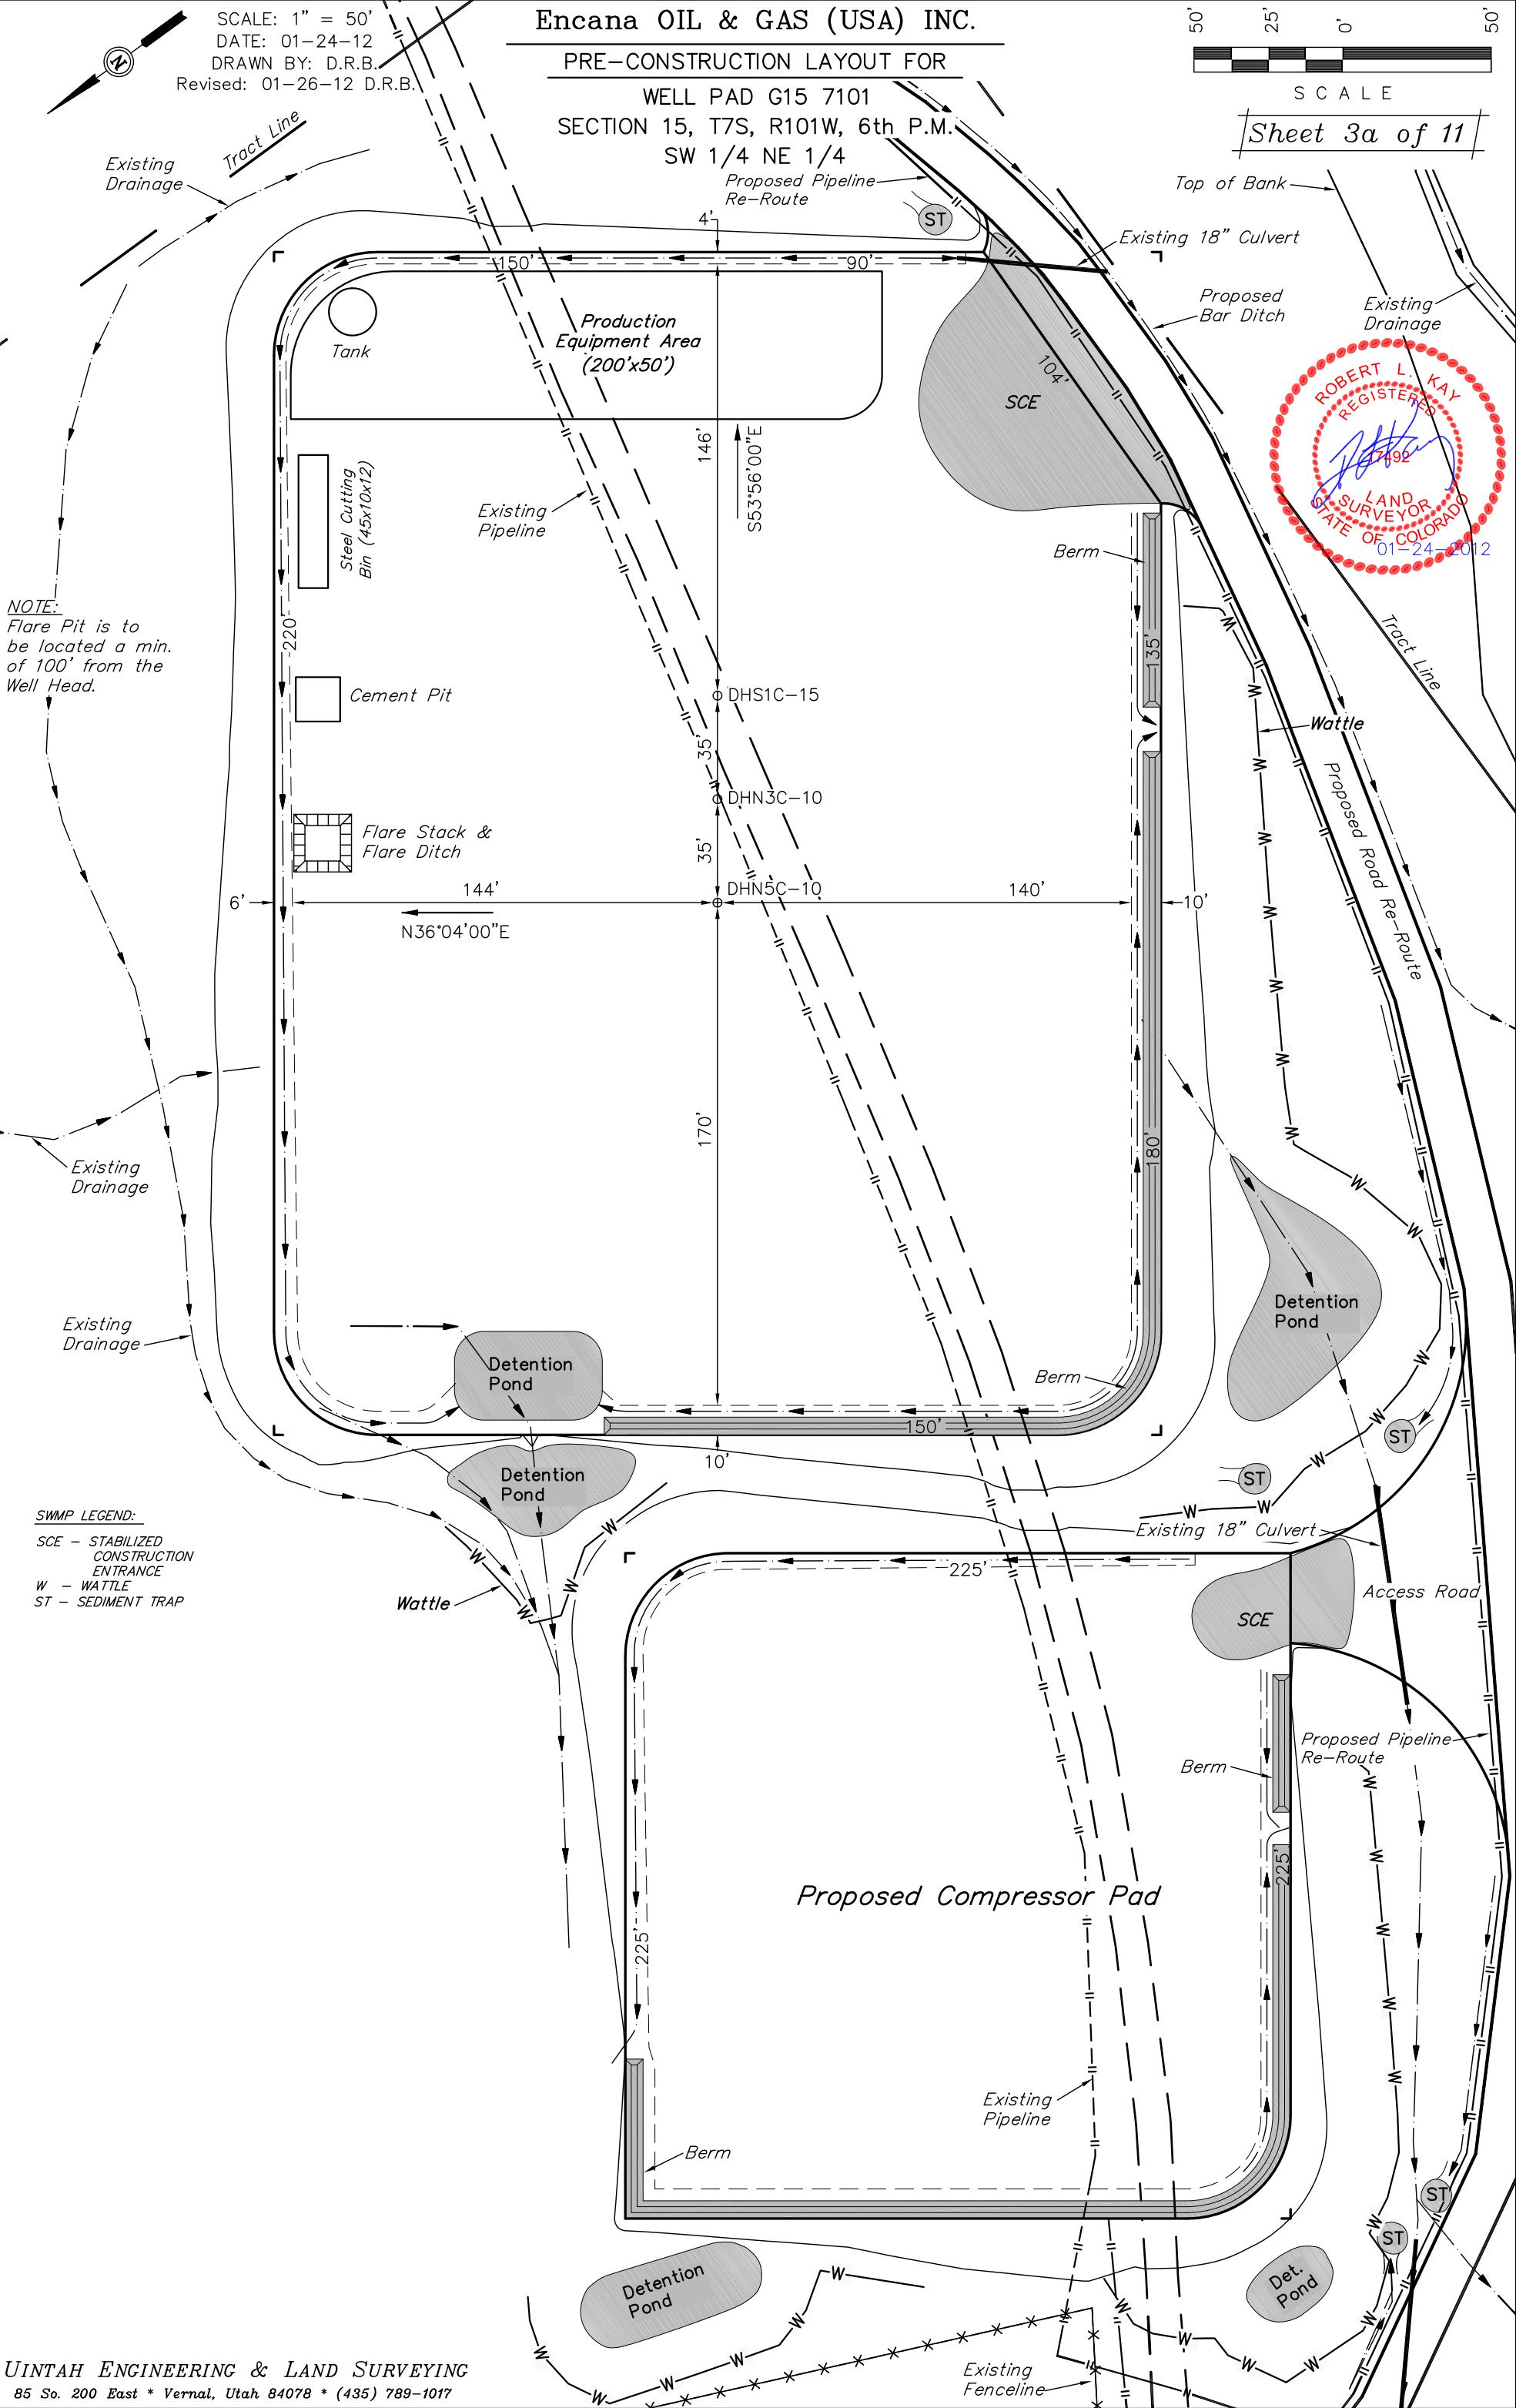 SCALE: 1" = 50'
DATE: 01-24-12
DRAWN BY: D.R.B.
Revised: 01-26-12 D.R.B.
N
Encana OIL & GAS (USA) INC.
PRE-CONSTRUCTION LAYOUT FOR
WELL PAD G15 7101
SECTION 15, T7S, R101W, 6th P.M.
SW 1/4 NE 1/4
50'
25'
0'
50'
SCALE
Sheet 3a of 11
Tract Line
Existing
Drainage
Proposed Pipeline
Re-Route
ST
Top of Bank
4'
Existing 18" Culvert
150'
90'
Proposed
Bar Ditch
Existing
Drainage
Tank
Production
Equipment Area
(200'x50')
104'
SCE
ROBERT L. KAY
REGISTERED
17492
LAND
SURVEYOR
STATE OF COLORADO
01-24-2012
146'
S53°56'00"E
Steel Cutting
Bin (45x10x12)
Existing
Pipeline
Berm
NOTE:
Flare Pit is to
be located a min.
of 100' from the
Well Head.
220'
135'
Tract Line
Cement Pit
DHS1C-15
Wattle
35'
DHN3C-10
Proposed Road Re-Route
Flare Stack &
Flare Ditch
35'
DHN5C-10
6'
144'
140'
10'
N36°04'00"E
170'
180'
Existing
Drainage
Detention
Pond
Existing
Drainage
Detention
Pond
Berm
150'
ST
10'
Detention
Pond
ST
SWMP LEGEND:
SCE - STABILIZED
CONSTRUCTION
ENTRANCE
W - WATTLE
ST - SEDIMENT TRAP
Existing 18" Culvert
225'
Wattle
SCE
Access Road
Proposed Pipeline
Re-Route
Berm
225'
Proposed Compressor Pad
225'
Existing
Pipeline
Berm
ST
ST
Detention
Pond
Det.
Pond
Existing
Fenceline
UINTAH ENGINEERING & LAND SURVEYING
85 So. 200 East * Vernal, Utah 84078 * (435) 789-1017